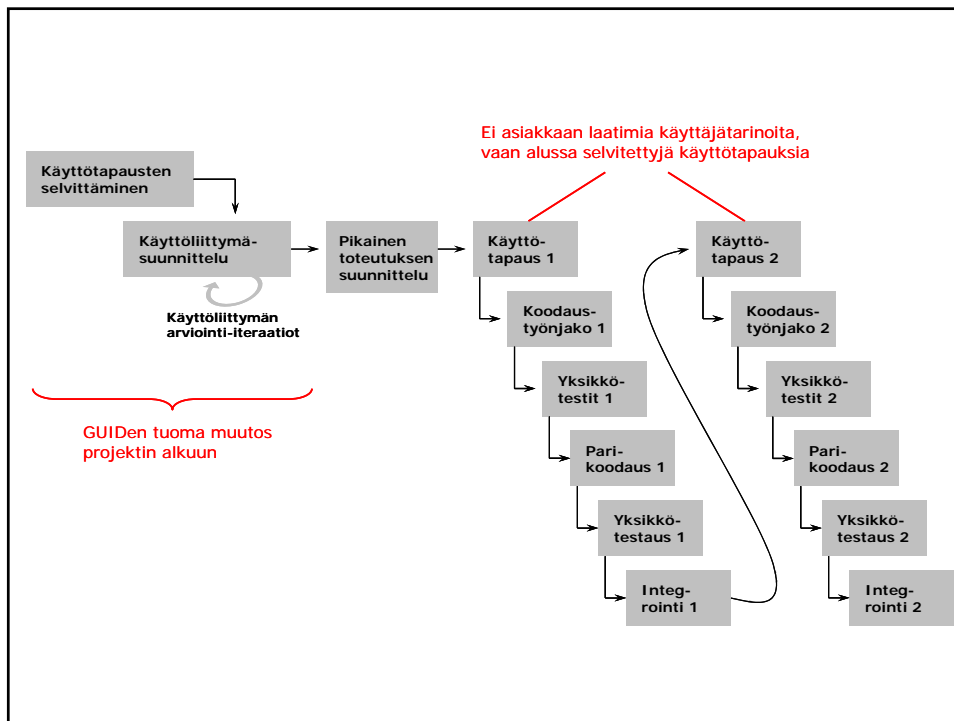 Ei asiakkaan laatimia käyttäjätarinoita,
vaan alussa selvitettyjä käyttötapauksia
Käyttötapausten
selvittäminen
Käyttöliittymä-
suunnittelu
Käyttöliittymän
arviointi-iteraatiot
GUIDen tuoma muutos
projektin alkuun
Pikainen
toteutuksen
suunnittelu
Käyttö-
tapaus 1
Koodaus-
työnjako 1
Yksikkö-
testit 1
Pari-
koodaus 1
Yksikkö-
testaus 1
Integ-
rointi 1
Käyttö-
tapaus 2
Koodaus-
työnjako 2
Yksikkö-
testit 2
Pari-
koodaus 2
Yksikkö-
testaus 2
Integ-
rointi 2